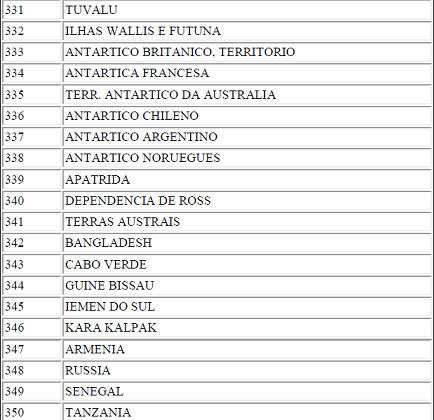 331 TUVALU
332 ILHAS WALLIS E FUTUNA
333 ANTARTICO BRITANICO, TERRITORIO
334 ANTARTICA FRANCESA
335 TERR. ANTARTICO DA AUSTRALIA
336 ANTARTICO CHILENO
337 ANTARTICO ARGENTINO
338 ANTARTICO NORUEGUES
339 APATRIDA
340 DEPENDENCIA DE ROSS
341 TERRAS AUSTRAIS
342 BANGLADESH
343 CABO VERDE
344 GUINE BISSAU
345 IEMEN DO SUL
346 KARA KALPAK
347 ARMENIA
348 RUSSIA
349 SENEGAL
350 TANZANIA